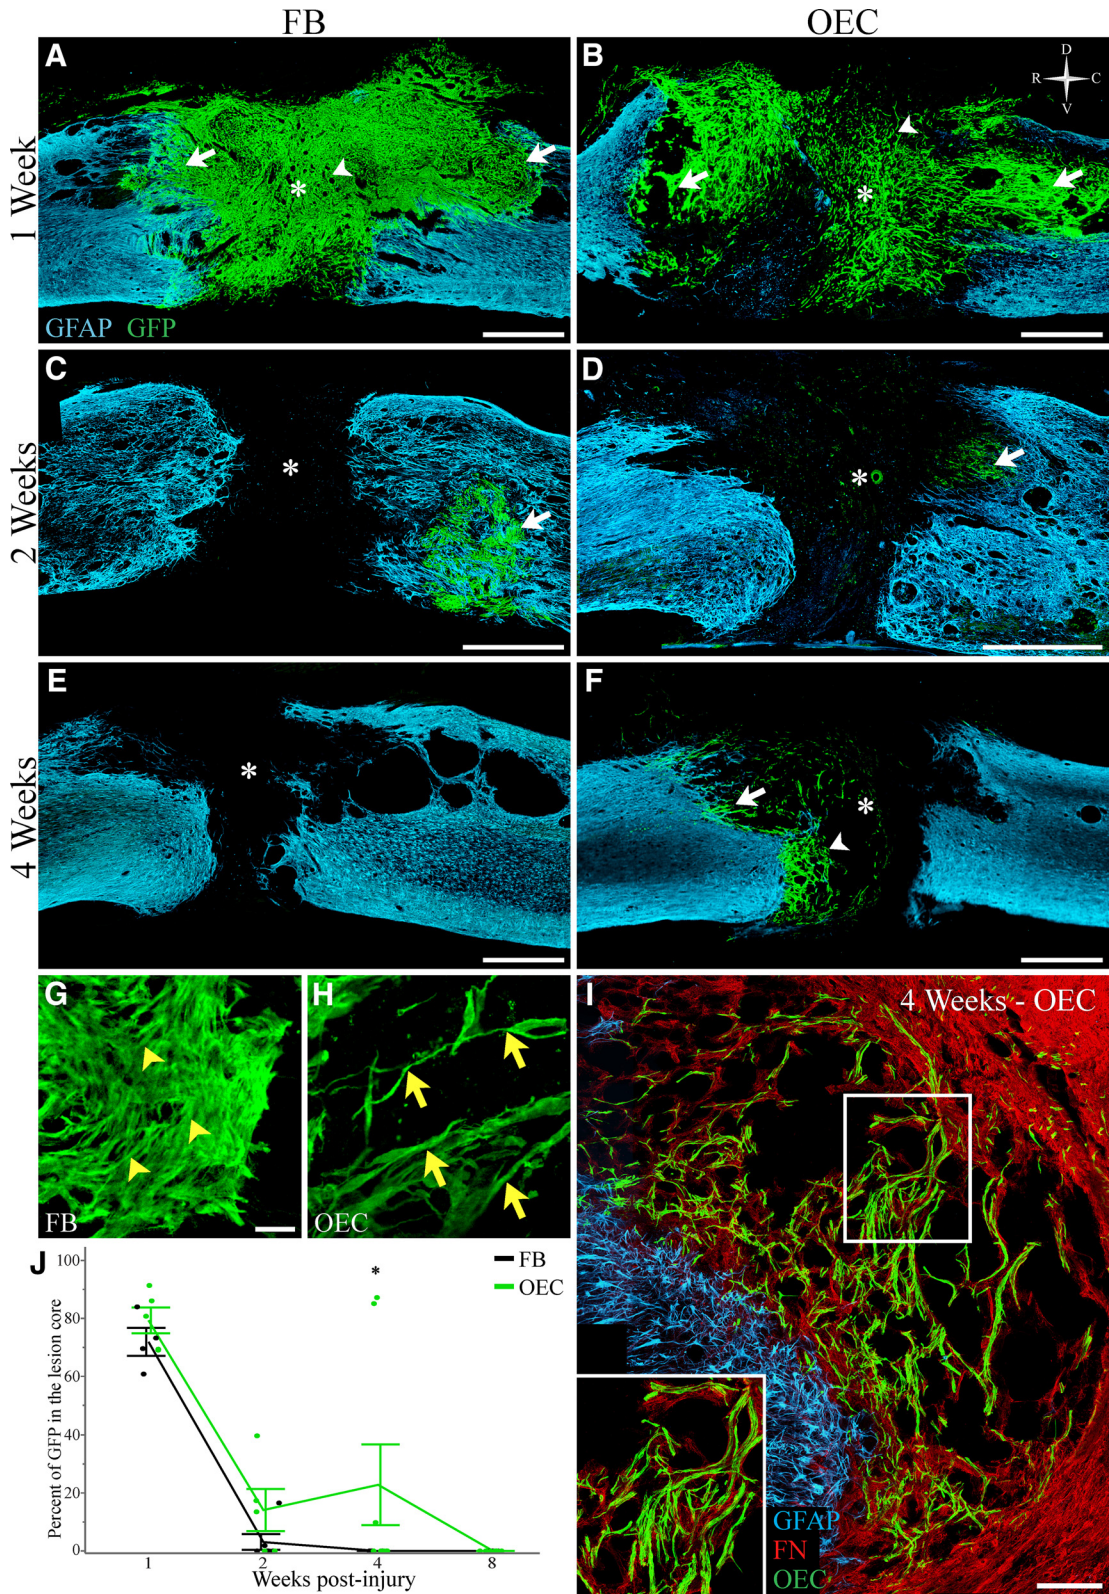 FB OEC
A B
D
R C
V
1 Week
GFAP GFP
C D
2 Weeks
E F
4 Weeks
G H I
4 Weeks - OEC
FB OEC
J
FB
OEC
Percent of GFP in the lesion core
100
80
60
40
20
0
*
1 2 4 8
Weeks post-injury
GFAP
FN
OEC